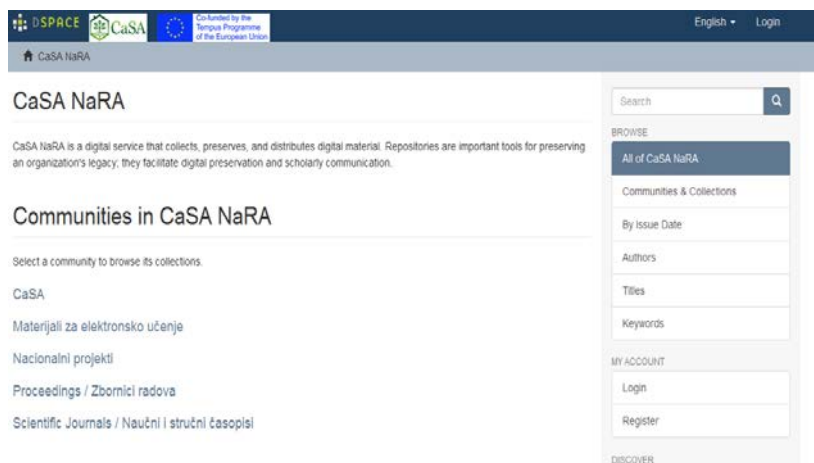 DSPACE CaSA Co-funded by the
Tempus Programme
of the European Union
English Login
CaSA NaRA
CaSA NaRA
Search
CaSA NaRA is a digital service that collects, preserves, and distributes digital material. Repositories are important tools for preserving
an organization's legacy; they facilitate digital preservation and scholarly communication.
Communities in CaSA NaRA
Select a community to browse its collections.
CaSA
Materijali za elektronsko učenje
Nacionalni projekti
Proceedings / Zbornici radova
Scientific Journals / Naučni i stručni časopisi
BROWSE
All of CaSA NaRA
Communities & Collections
By Issue Date
Authors
Titles
Keywords
MY ACCOUNT
Login
Register
DISCOVER